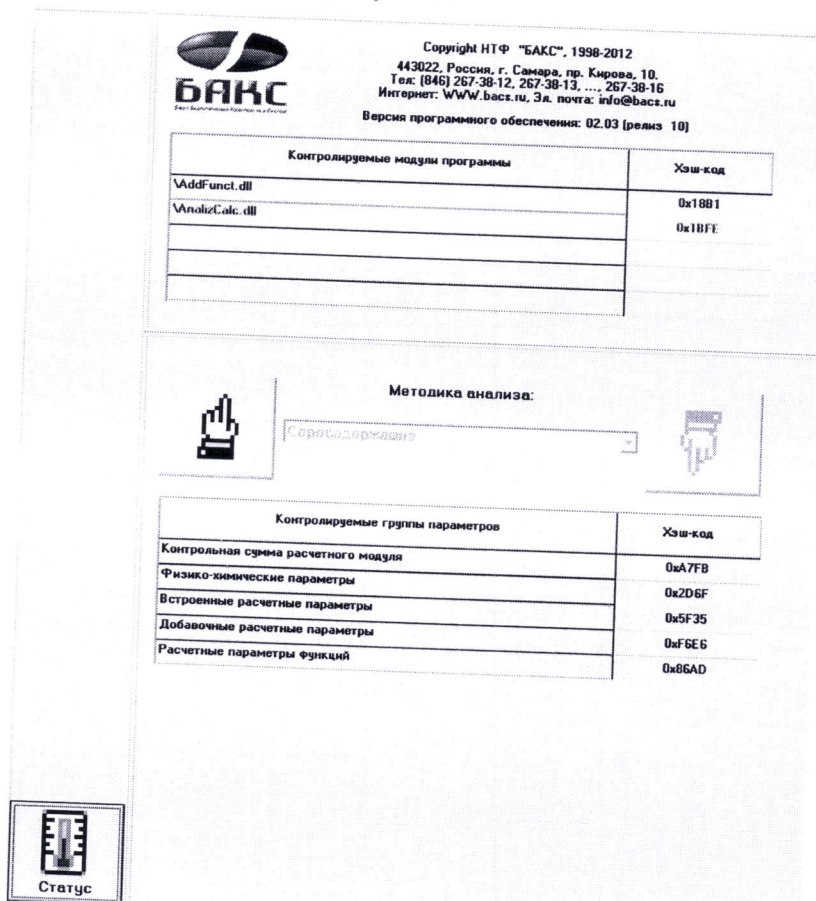 БАКС
Copyright НТФ "БАКС", 1998-2012
443022, Россия, г. Самара, пр. Кирова, 10.
Тел: (846) 267-38-12, 267-38-13, ..., 267-38-16
Интернет: WWW.bacs.ru, Эл. почта: info@bacs.ru
Версия программного обеспечения: 02.03 (релиз 10)
Контролируемые модули программы Хэш-код
\AddFunct.dll 0x18B1
\AnalizCalc.dll 0x1BFE
Методика анализа:
Серосодержащие
Контролируемые группы параметров Хэш-код
Контрольная сумма расчетного модуля 0xA7FB
Физико-химические параметры 0x2D6F
Встроенные расчетные параметры 0x5F35
Добавочные расчетные параметры 0xF6E6
Расчетные параметры функций 0x86AD
Статус